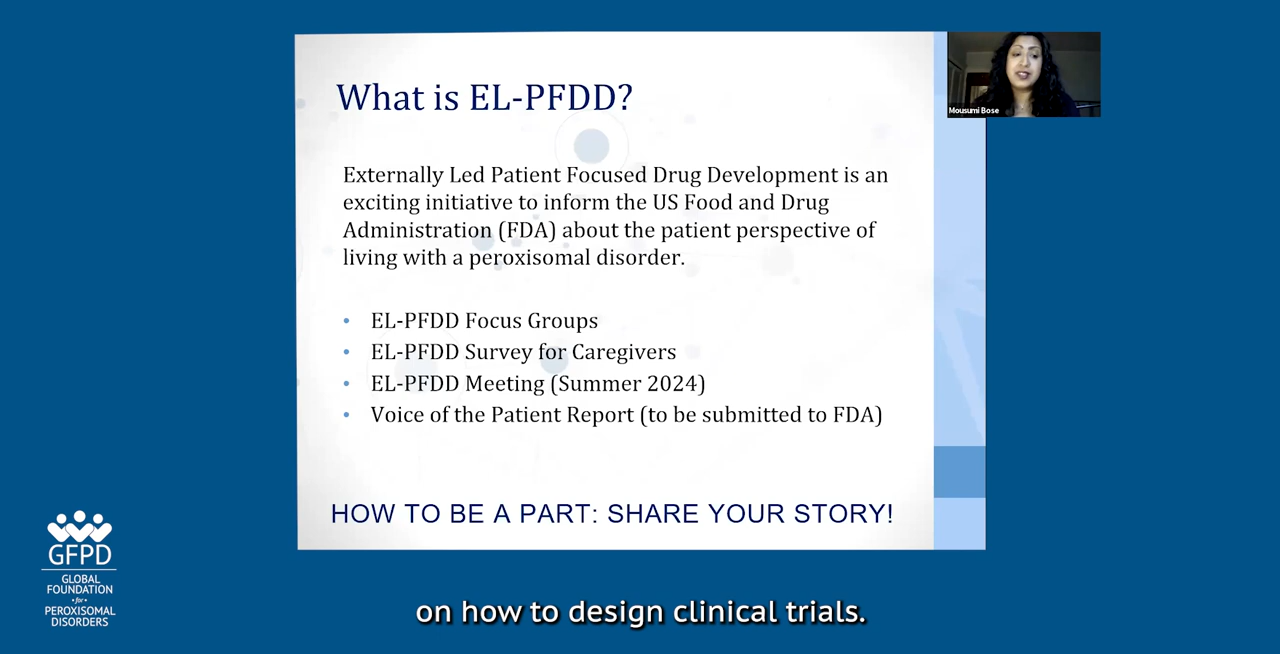 What is EL-PFDD?
Mousumi Bose
Externally Led Patient Focused Drug Development is an
exciting initiative to inform the US Food and Drug
Administration (FDA) about the patient perspective of
living with a peroxisomal disorder.
• EL-PFDD Focus Groups
• EL-PFDD Survey for Caregivers
• EL-PFDD Meeting (Summer 2024)
• Voice of the Patient Report (to be submitted to FDA)
HOW TO BE A PART: SHARE YOUR STORY!
GFPD
GLOBAL
FOUNDATION
• for •
PEROXISOMAL
DISORDERS
on how to design clinical trials.